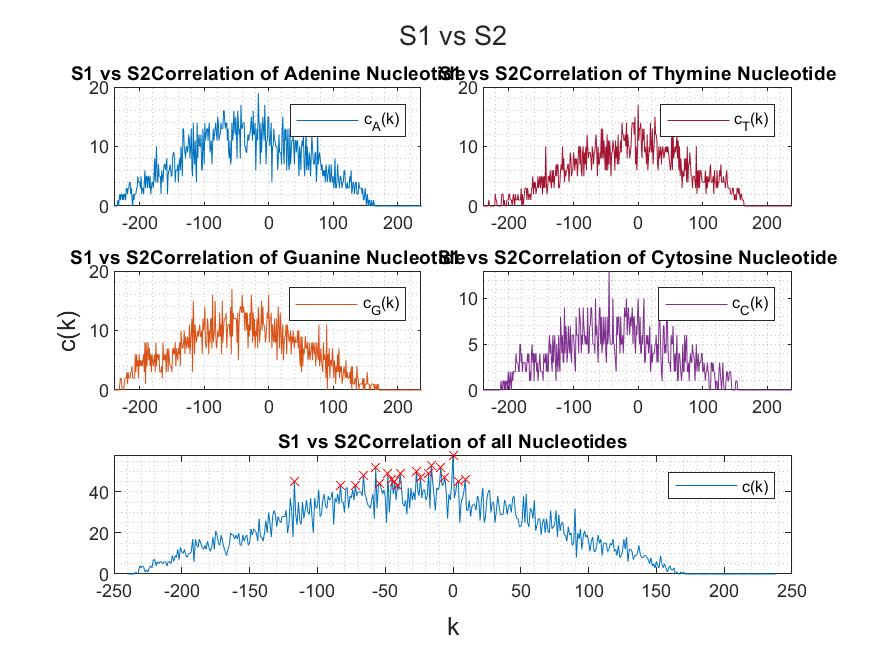 S1 vs S2
S1 vs S2Correlation of Adenine Nucleotide
S1 vs S2Correlation of Thymine Nucleotide
20
10
0
-200 -100 0 100 200
c_A(k)
20
10
0
-200 -100 0 100 200
c_T(k)
S1 vs S2Correlation of Guanine Nucleotide
S1 vs S2Correlation of Cytosine Nucleotide
20
10
0
-200 -100 0 100 200
c_G(k)
10
5
0
-200 -100 0 100 200
c_C(k)
c(k)
S1 vs S2Correlation of all Nucleotides
40
20
0
-250 -200 -150 -100 -50 0 50 100 150 200 250
c(k)
k